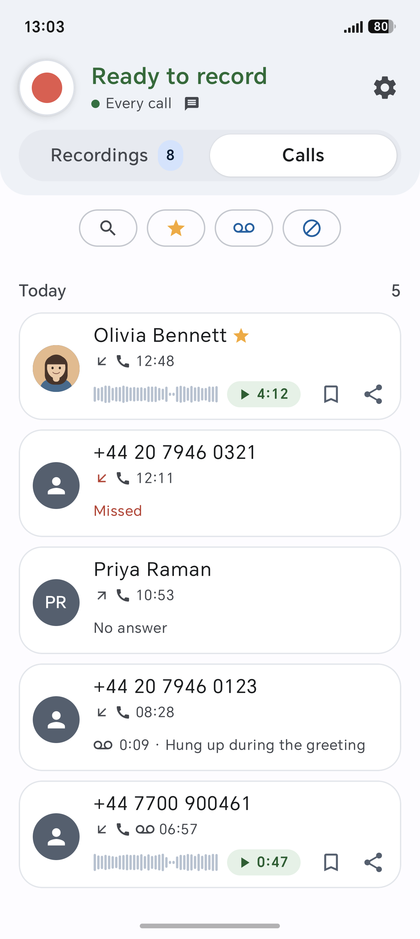 13:03
80
Ready to record
Every call
Recordings 8
Calls
Today
5
Olivia Bennett
12:48
4:12
+44 20 7946 0321
12:11
Missed
PR
Priya Raman
10:53
No answer
+44 20 7946 0123
08:28
0:09 · Hung up during the greeting
+44 7700 900461
06:57
0:47